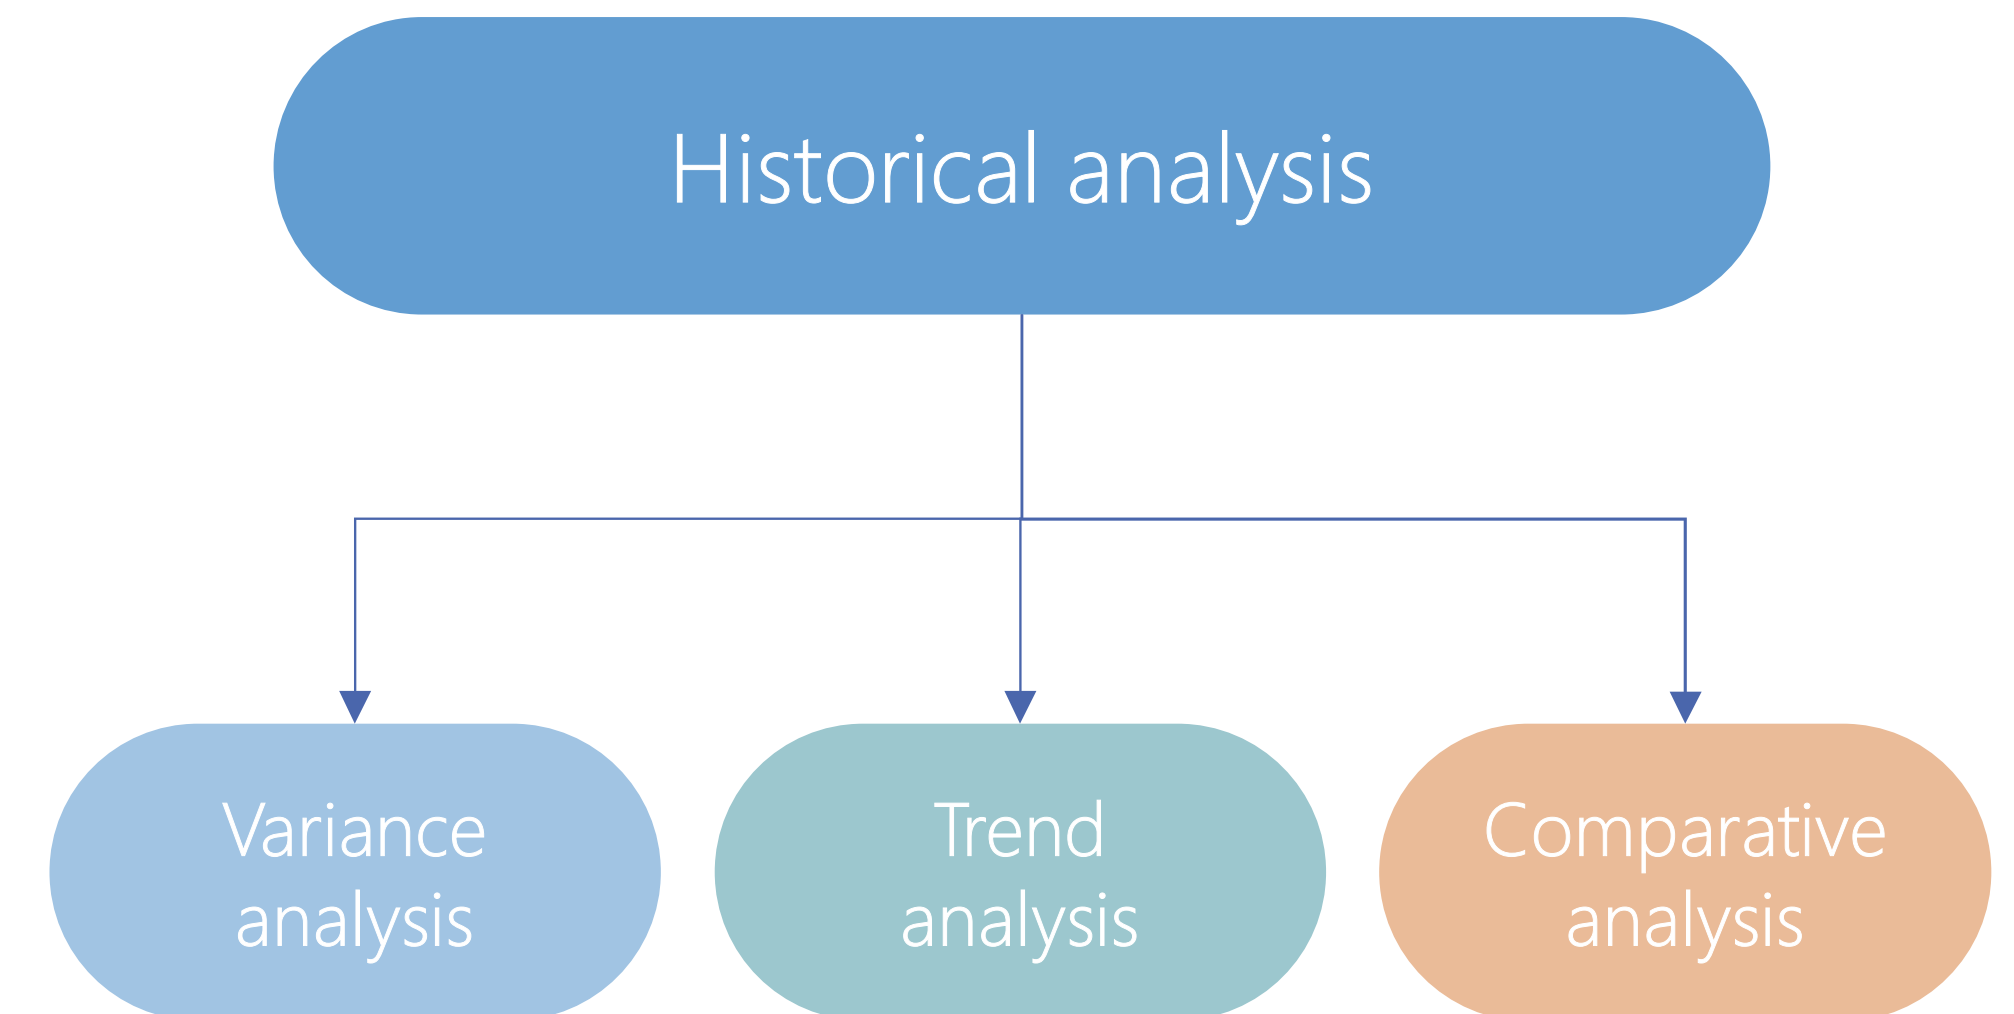 Historical analysis
Variance
analysis
Trend
analysis
Comparative
analysis